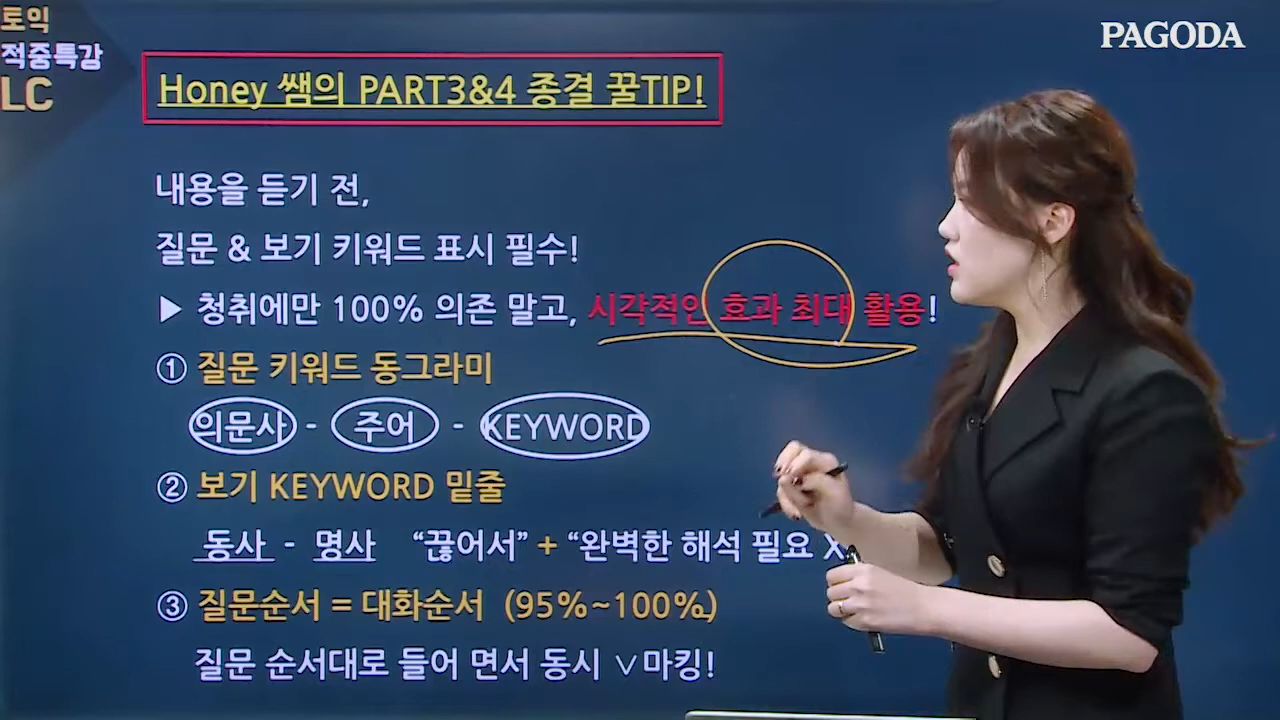 토익
적중특강
LC
PAGODA
Honey 쌤의 PART3&4 종결 꿀TIP!
내용을 듣기 전,
질문 & 보기 키워드 표시 필수!
▶ 청취에만 100% 의존 말고, 시각적인 효과 최대 활용!
① 질문 키워드 동그라미
의문사 - 주어 - KEYWORD
② 보기 KEYWORD 밑줄
동사 - 명사 “끊어서” + “완벽한 해석 필요 X
③ 질문순서 = 대화순서 (95%~100%)
질문 순서대로 들어 면서 동시 ∨마킹!